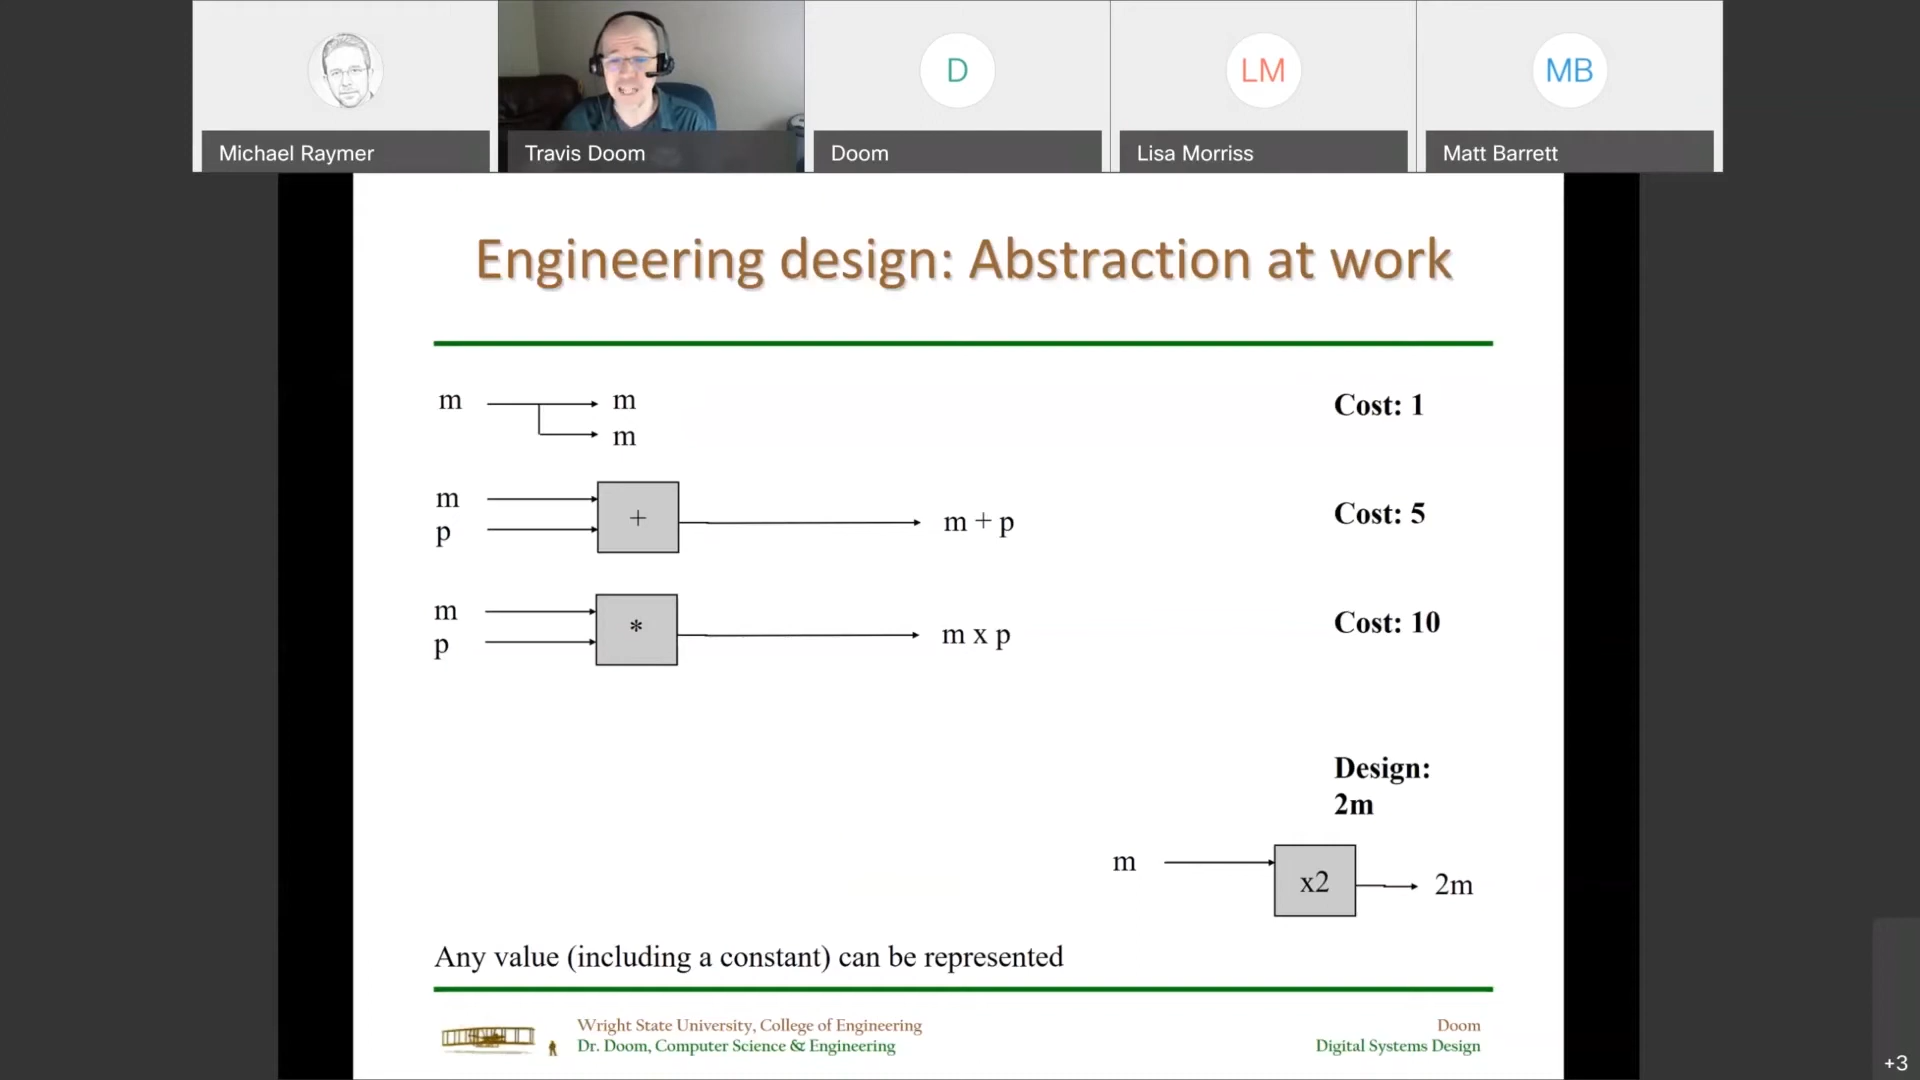 Michael Raymer
Travis Doom
D
Doom
LM
Lisa Morriss
MB
Matt Barrett
Engineering design: Abstraction at work
m
m
m
Cost: 1
m
p
+
m + p
Cost: 5
m
p
*
m x p
Cost: 10
Design:
2m
m
x2
2m
Any value (including a constant) can be represented
Wright State University, College of Engineering
Dr. Doom, Computer Science & Engineering
Doom
Digital Systems Design
+3